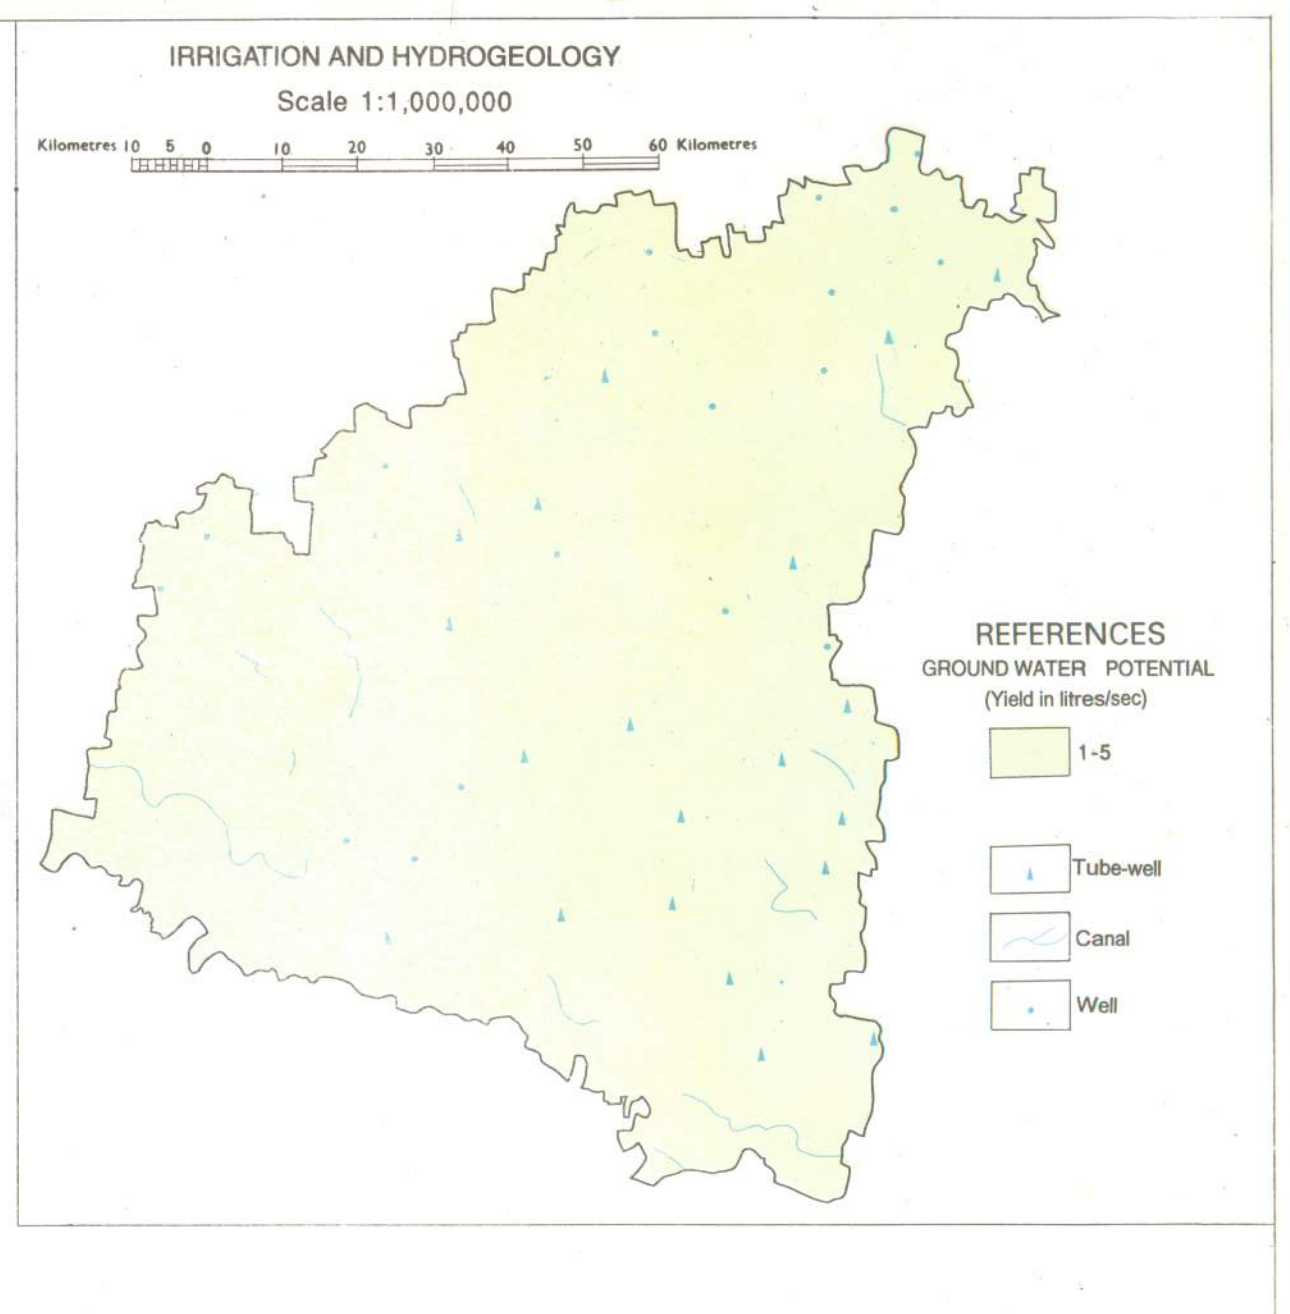 IRRIGATION AND HYDROGEOLOGY
Scale 1:1,000,000
Kilometres 10 5 0 10 20 30 40 50 60 Kilometres
REFERENCES
GROUND WATER POTENTIAL
(Yield in litres/sec)
1-5
Tube-well
Canal
Well